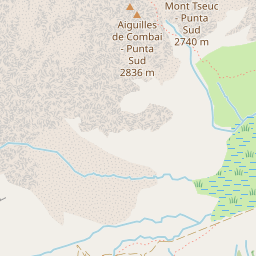 Aiguilles
de Combai
- Punta
Sud
2836 m
Mont Tseuc
- Punta
Sud
2740 m